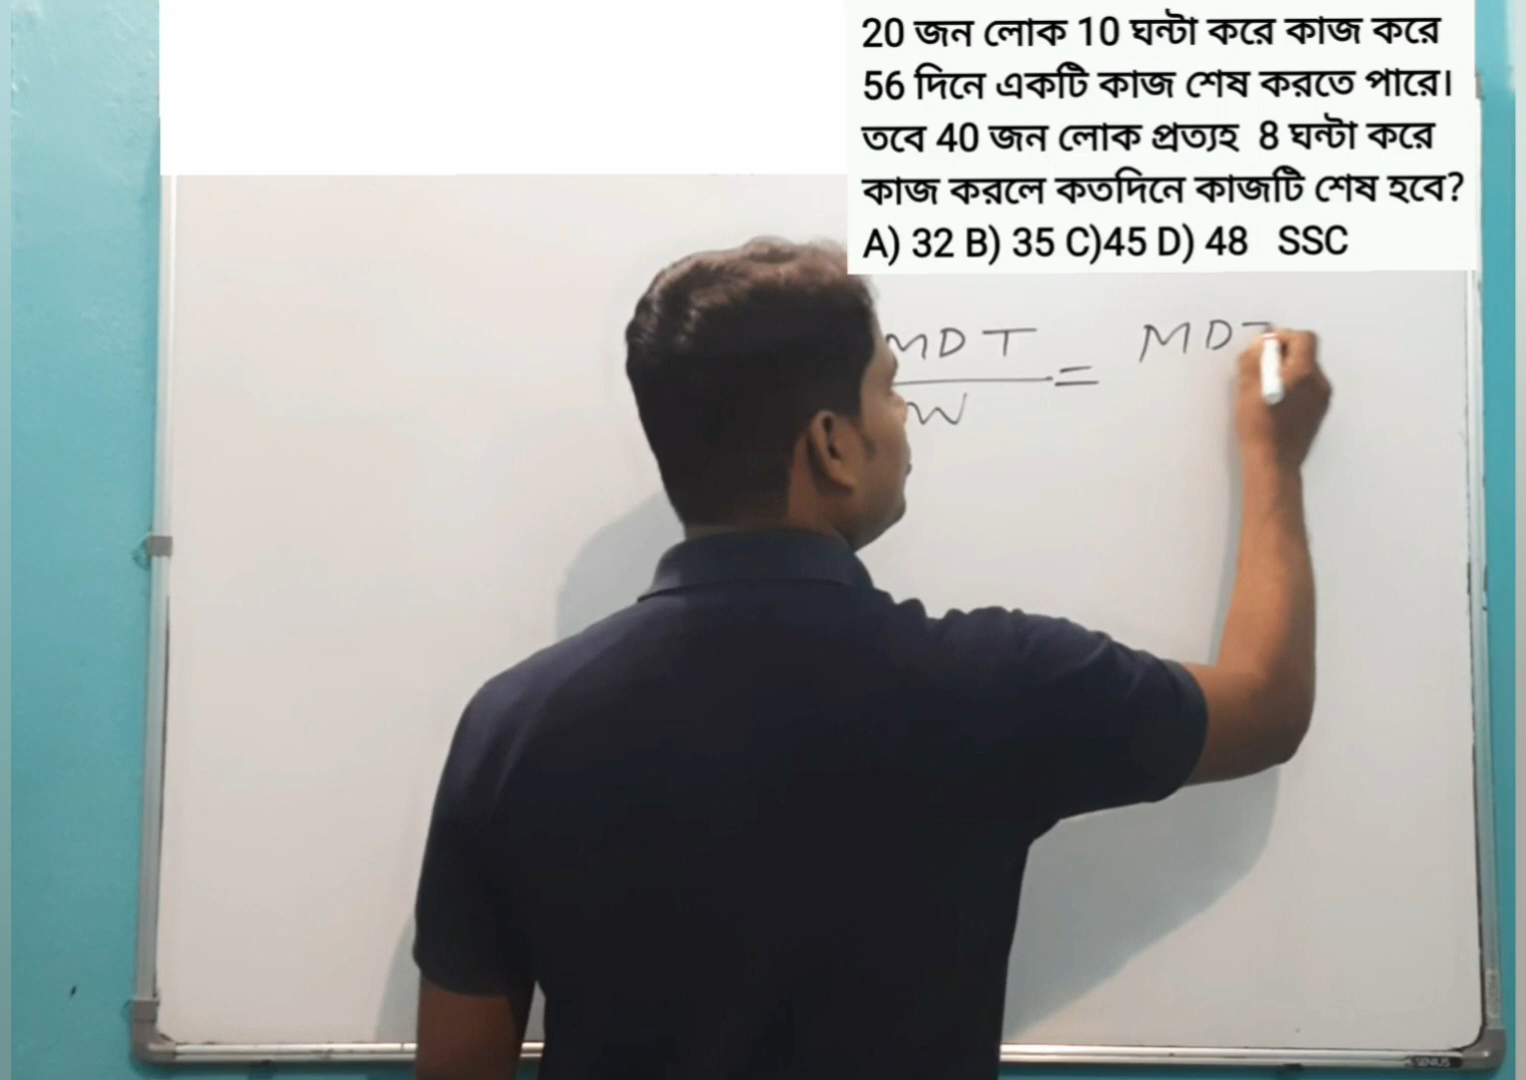 20 জন লোক 10 ঘন্টা করে কাজ করে
56 দিনে একটি কাজ শেষ করতে পারে।
তবে 40 জন লোক প্রত্যহ 8 ঘন্টা করে
কাজ করলে কতদিনে কাজটি শেষ হবে?
A) 32 B) 35 C)45 D) 48 SSC
MDT = MDT
W